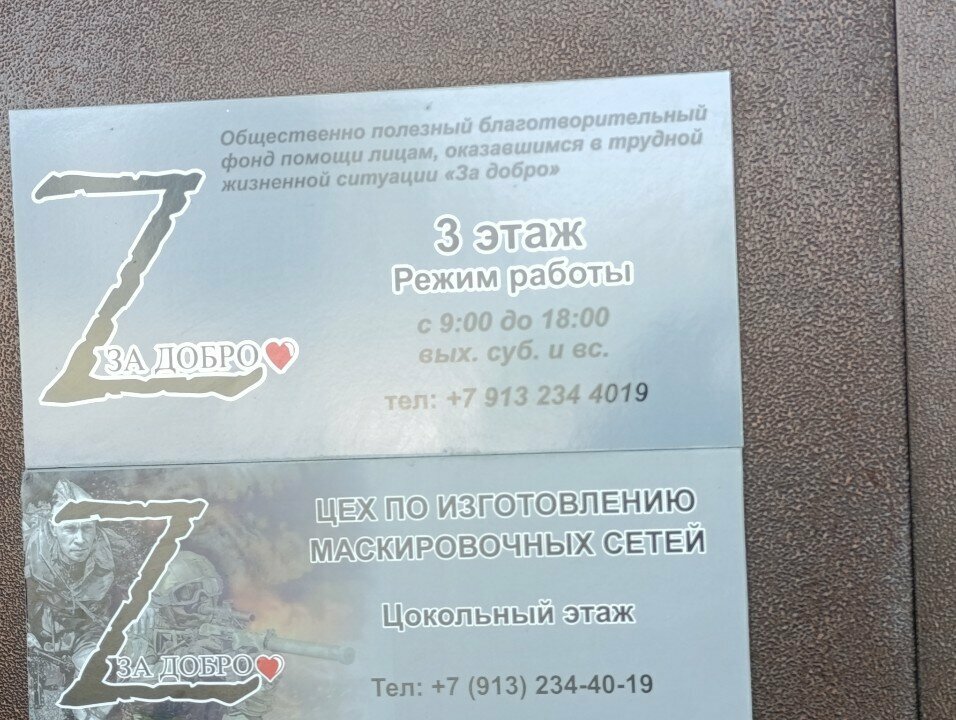 Общественно полезный благотворительный
фонд помощи лицам, оказавшимся в трудной
жизненной ситуации «За добро»
Z
ЗА ДОБРО
3 этаж
Режим работы
с 9:00 до 18:00
вых. суб. и вс.
тел: +7 913 234 4019
Z
ЗА ДОБРО
ЦЕХ ПО ИЗГОТОВЛЕНИЮ
МАСКИРОВОЧНЫХ СЕТЕЙ
Цокольный этаж
Тел: +7 (913) 234-40-19